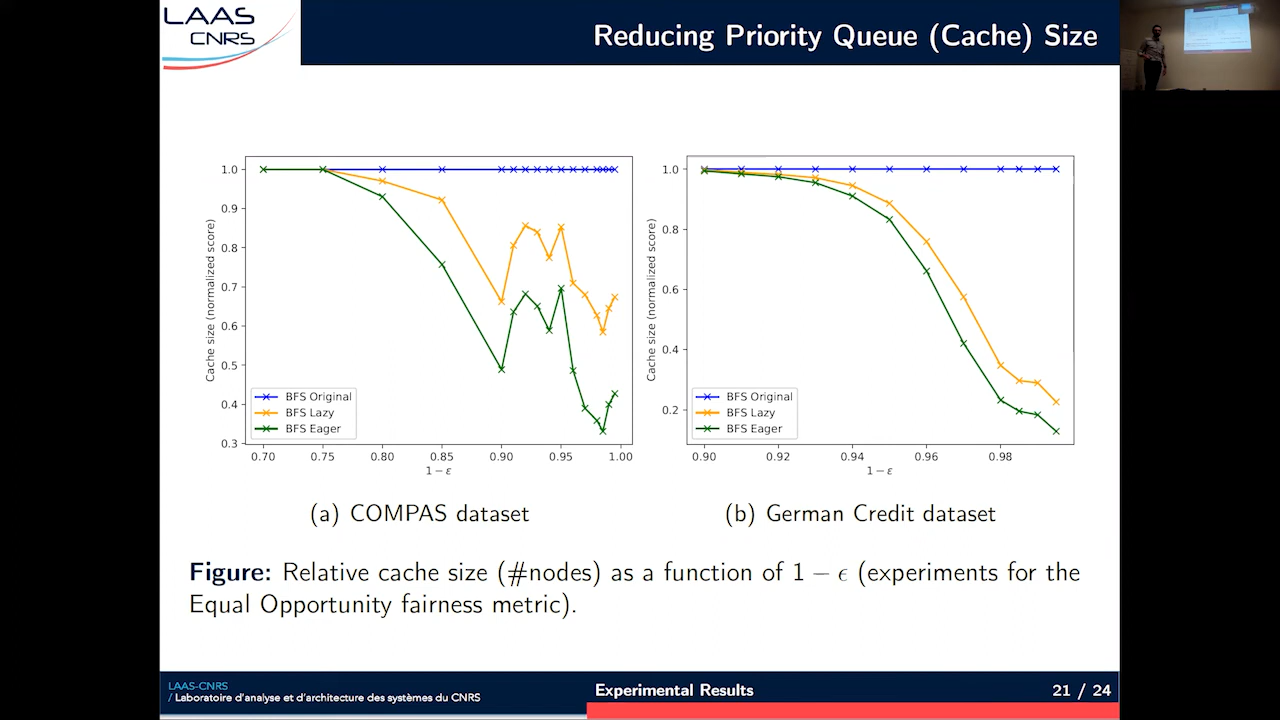 LAAS
CNRS
Reducing Priority Queue (Cache) Size
1.0
0.9
0.8
0.7
0.6
0.5
0.4
0.3
Cache size (normalized score)
BFS Original
BFS Lazy
BFS Eager
0.70 0.75 0.80 0.85 0.90 0.95 1.00
1 − ε
1.0
0.8
0.6
0.4
0.2
Cache size (normalized score)
BFS Original
BFS Lazy
BFS Eager
0.90 0.92 0.94 0.96 0.98
1 − ε
(a) COMPAS dataset
(b) German Credit dataset
Figure: Relative cache size (#nodes) as a function of 1 − ϵ (experiments for the
Equal Opportunity fairness metric).
LAAS-CNRS
/ Laboratoire d'analyse et d'architecture des systèmes du CNRS
Experimental Results
21 / 24